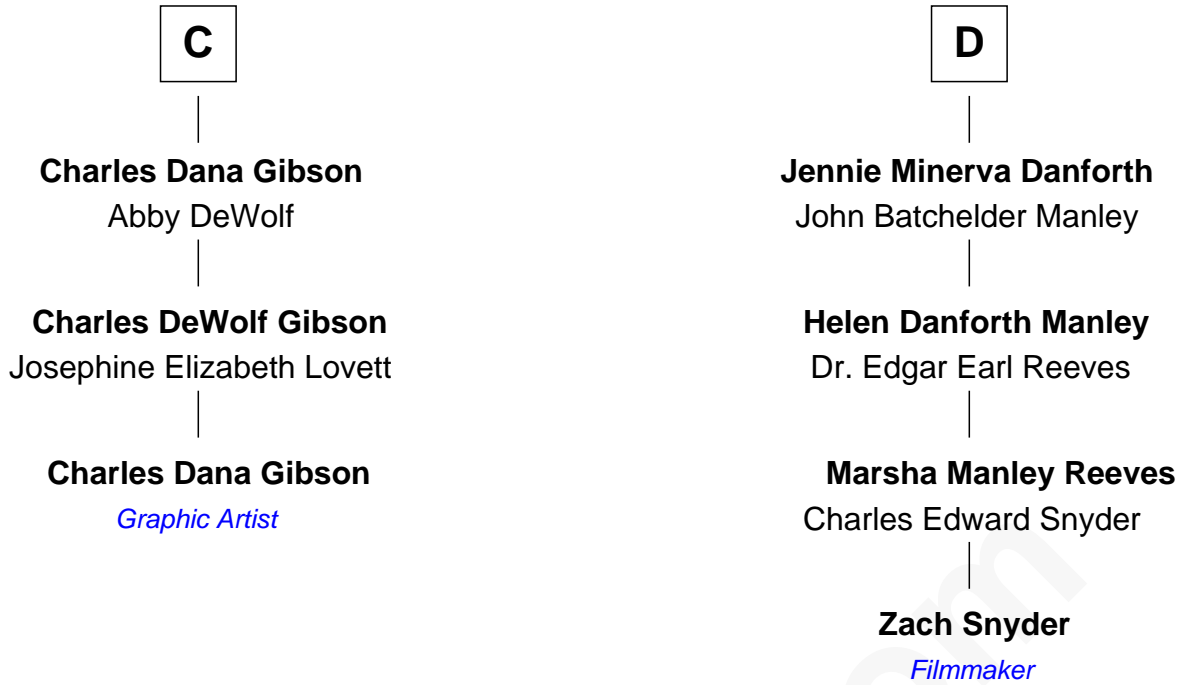 C
Charles Dana Gibson
Abby DeWolf
Charles DeWolf Gibson
Josephine Elizabeth Lovett
Charles Dana Gibson
Graphic Artist
D
Jennie Minerva Danforth
John Batchelder Manley
Helen Danforth Manley
Dr. Edgar Earl Reeves
Marsha Manley Reeves
Charles Edward Snyder
Zach Snyder
Filmmaker